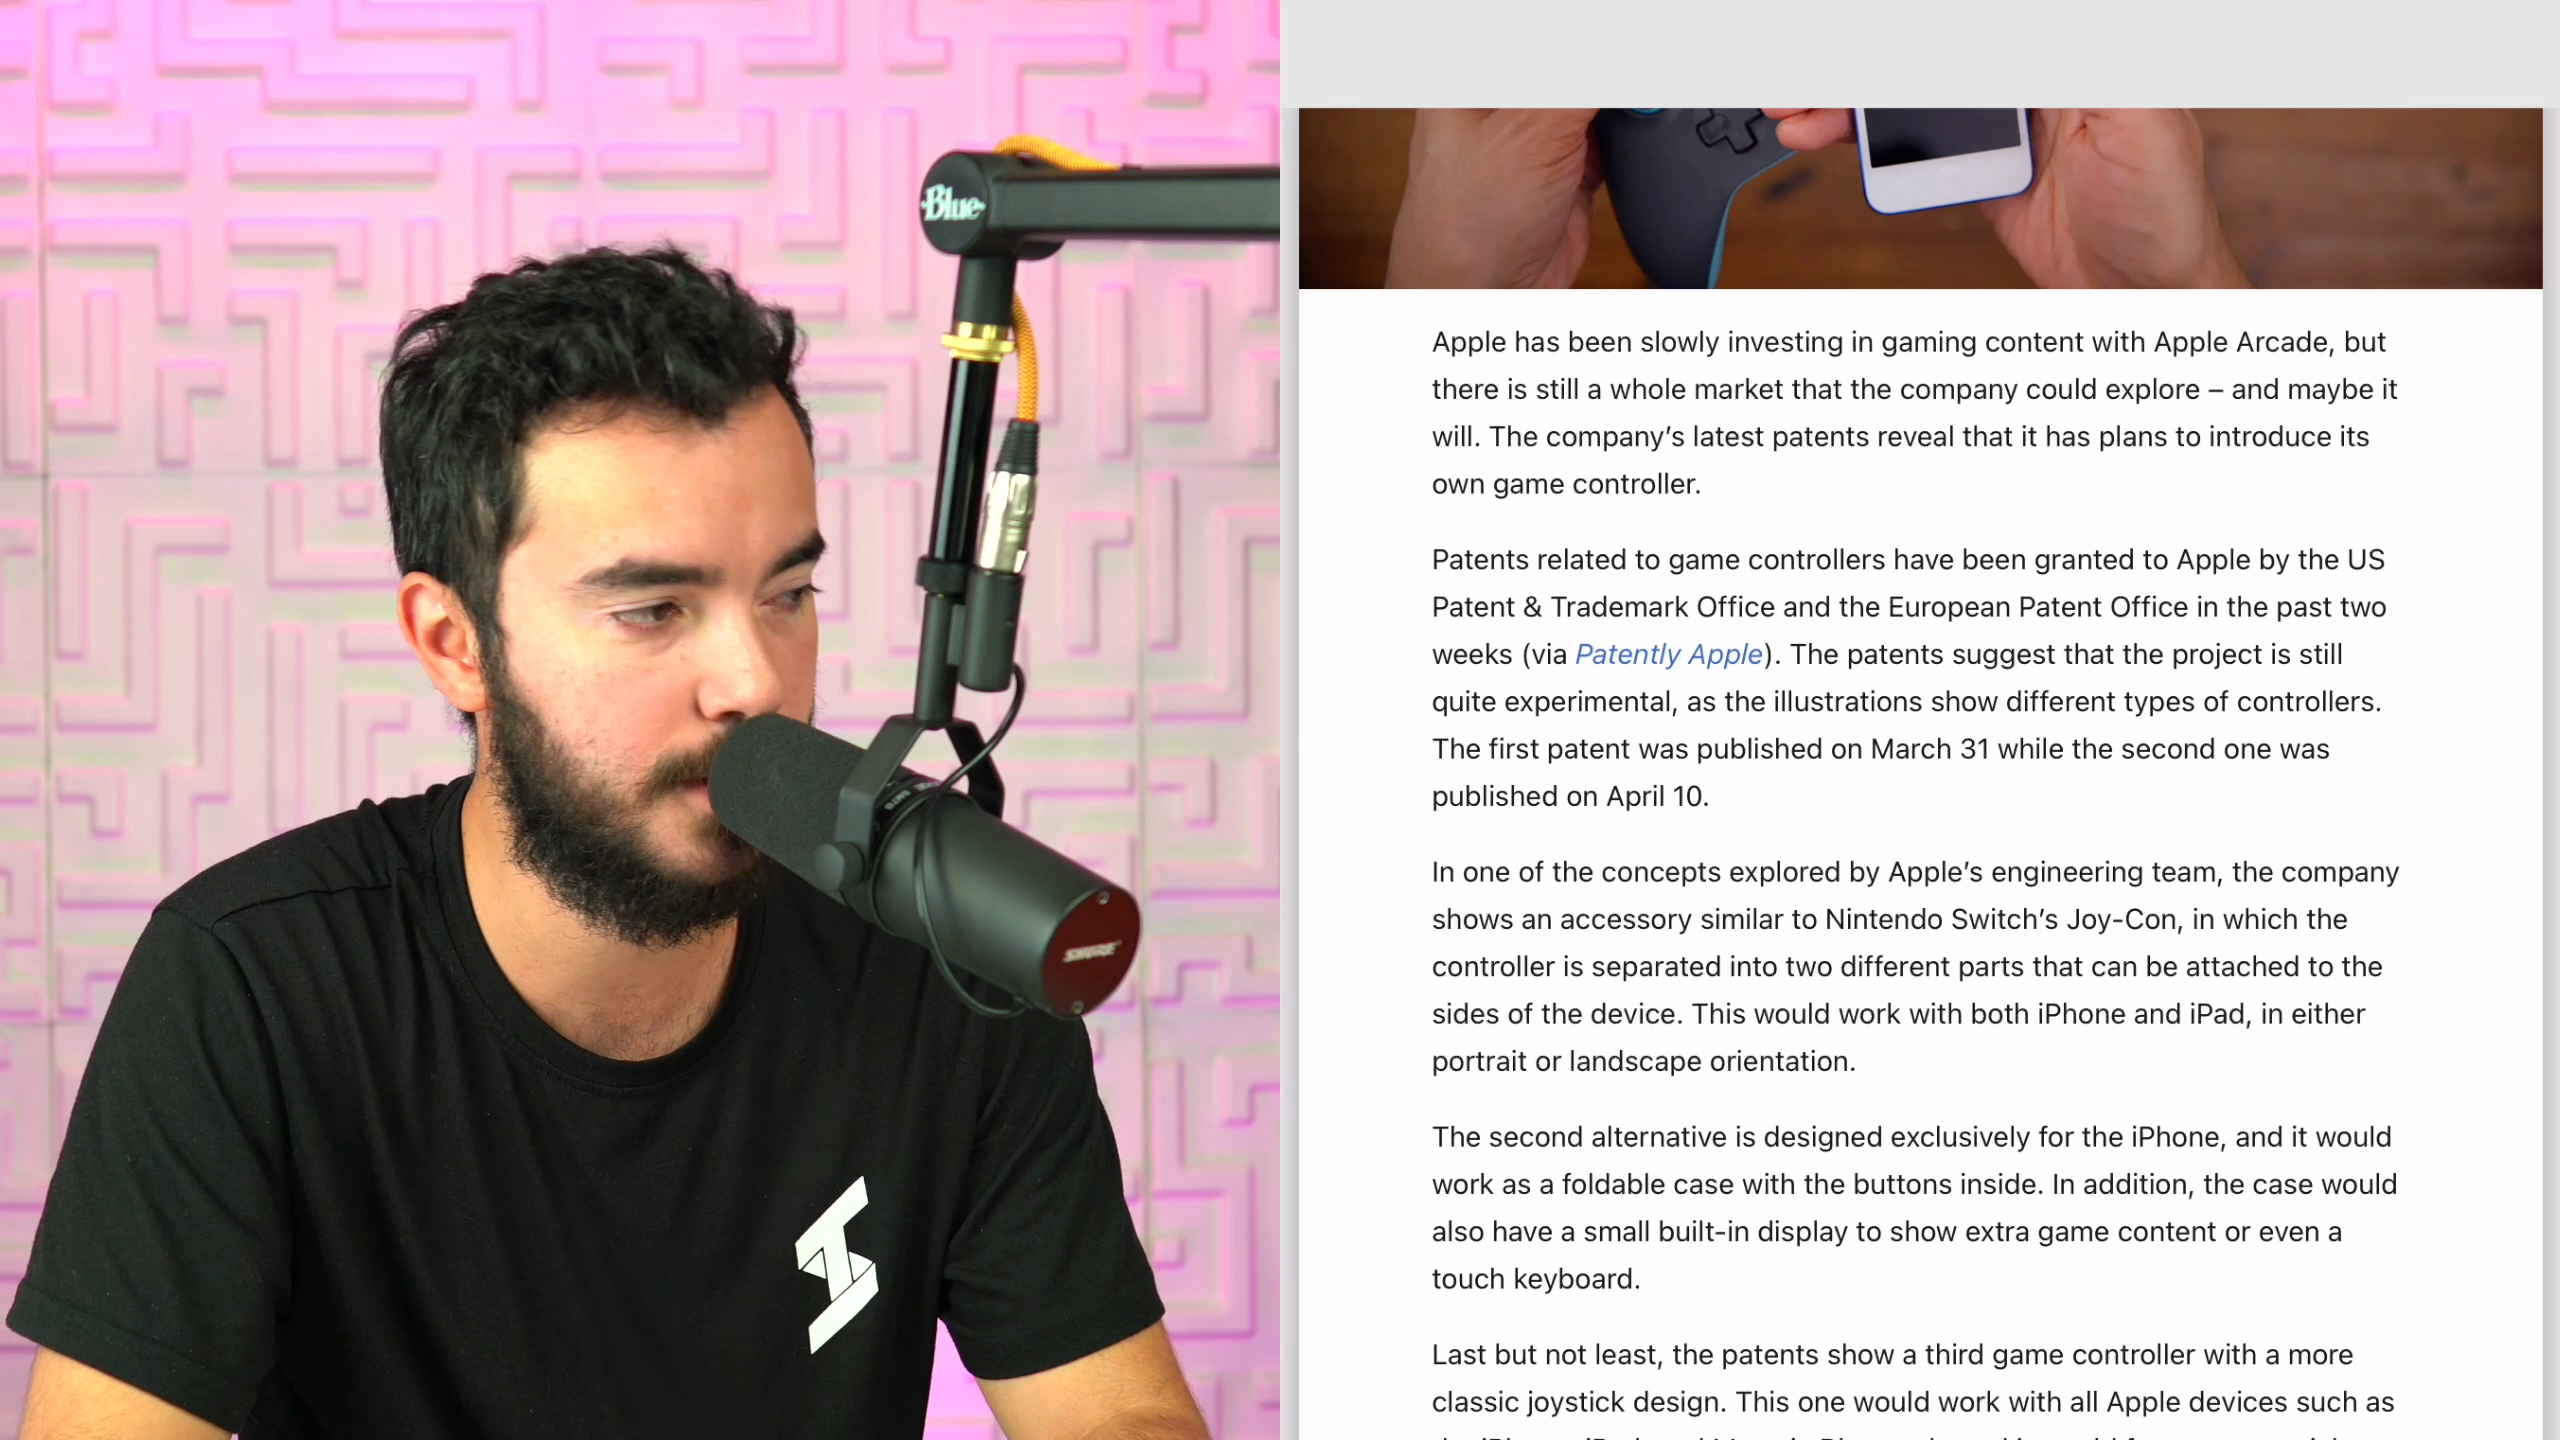 Blue
SM7B
SHURE
Apple has been slowly investing in gaming content with Apple Arcade, but
there is still a whole market that the company could explore – and maybe it
will. The company’s latest patents reveal that it has plans to introduce its
own game controller.
Patents related to game controllers have been granted to Apple by the US
Patent & Trademark Office and the European Patent Office in the past two
weeks (via Patently Apple). The patents suggest that the project is still
quite experimental, as the illustrations show different types of controllers.
The first patent was published on March 31 while the second one was
published on April 10.
In one of the concepts explored by Apple’s engineering team, the company
shows an accessory similar to Nintendo Switch’s Joy-Con, in which the
controller is separated into two different parts that can be attached to the
sides of the device. This would work with both iPhone and iPad, in either
portrait or landscape orientation.
The second alternative is designed exclusively for the iPhone, and it would
work as a foldable case with the buttons inside. In addition, the case would
also have a small built-in display to show extra game content or even a
touch keyboard.
Last but not least, the patents show a third game controller with a more
classic joystick design. This one would work with all Apple devices such as